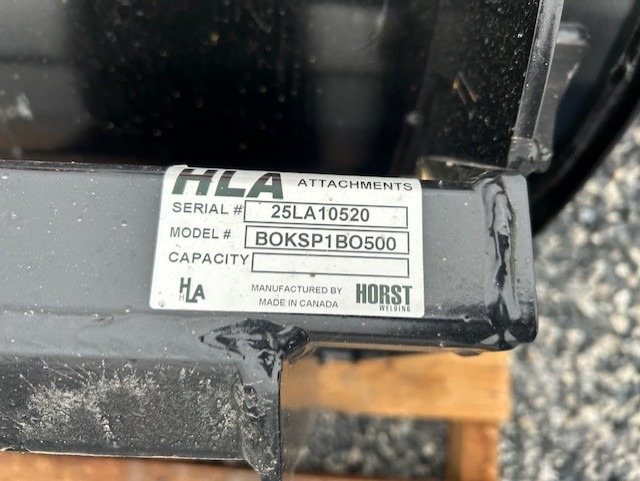 HLA ATTACHMENTS
SERIAL # 25LA10520
MODEL # BOKSP1BO500
CAPACITY
HLA MANUFACTURED BY HORST
MADE IN CANADA WELDING